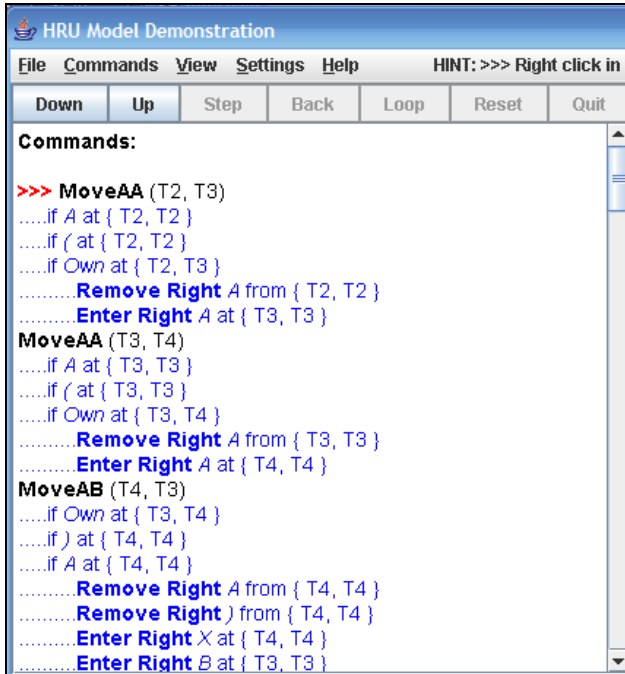 HRU Model Demonstration
File Commands View Settings Help HINT: >>> Right click in
Down Up Step Back Loop Reset Quit
Commands:
>>> MoveAA (T2, T3)
.....if A at { T2, T2 }
.....if ( at { T2, T2 }
.....if Own at { T2, T3 }
..........Remove Right A from { T2, T2 }
..........Enter Right A at { T3, T3 }
MoveAA (T3, T4)
.....if A at { T3, T3 }
.....if ( at { T3, T3 }
.....if Own at { T3, T4 }
..........Remove Right A from { T3, T3 }
..........Enter Right A at { T4, T4 }
MoveAB (T4, T3)
.....if Own at { T3, T4 }
.....if ) at { T4, T4 }
.....if A at { T4, T4 }
..........Remove Right A from { T4, T4 }
..........Remove Right ) from { T4, T4 }
..........Enter Right X at { T4, T4 }
..........Enter Right B at { T3, T3 }